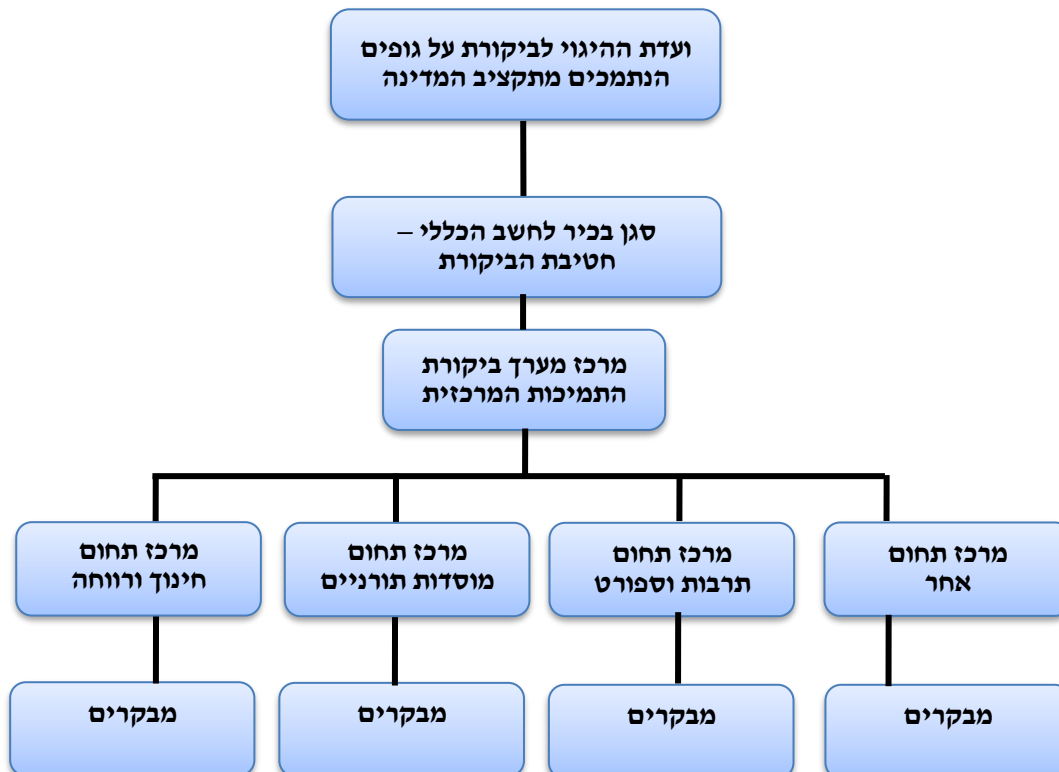 ועדת ההיגוי לביקורת על גופים
הנתמכים מתקציב המדינה
סגן בכיר לחשב הכללי –
חטיבת הביקורת
מרכז מערך ביקורת
התמיכות המרכזית
מרכז תחום
אחר
מרכז תחום
תרבות וספורט
מרכז תחום
מוסדות תורניים
מרכז תחום
חינוך ורווחה
מבקרים
מבקרים
מבקרים
מבקרים